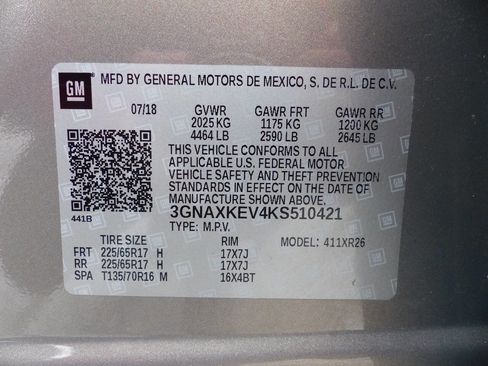 GM
MFD BY GENERAL MOTORS DE MEXICO, S. DE R.L. DE C.V.
07/18 GVWR GAWR FRT GAWR RR
2025 KG 1175 KG 1200 KG
4464 LB 2590 LB 2645 LB
THIS VEHICLE CONFORMS TO ALL
APPLICABLE U.S. FEDERAL MOTOR
VEHICLE SAFETY AND THEFT PREVENTION
STANDARDS IN EFFECT ON THE DATE OF
MANUFACTURE SHOWN ABOVE.
441B
3GNAXKEV4KS510421
TYPE: M.P.V.
TIRE SIZE RIM MODEL: 411XR26
FRT 225/65R17 H 17X7J
RR 225/65R17 H 17X7J
SPA T135/70R16 M 16X4BT